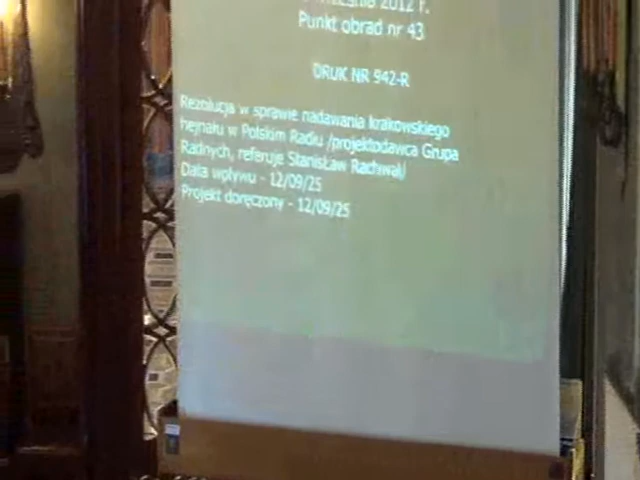 2012 r.
Punkt obrad nr 43
DRUK NR 942-R
Rezolucja w sprawie nadawania krakowskiego
hejnału w Polskim Radiu /projektodawca Grupa
Radnych, referuje Stanisław Rachwał/
Data wpływu - 12/09/25
Projekt doręczony - 12/09/25